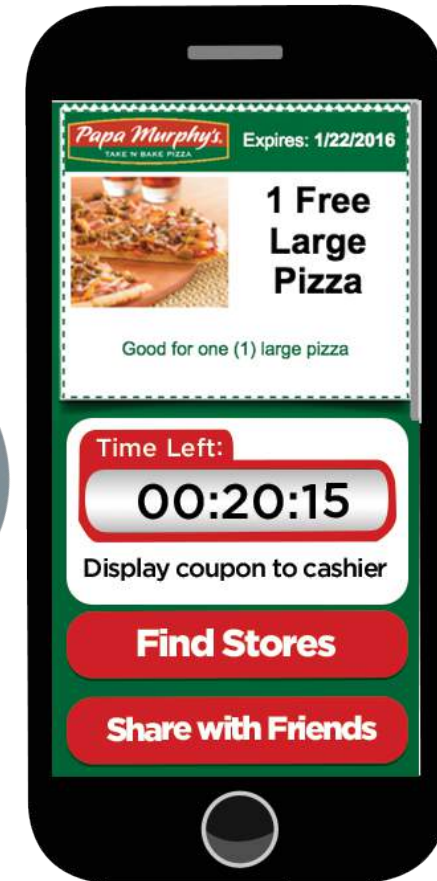 Papa Murphy's.
TAKE 'N' BAKE PIZZA
Expires: 1/22/2016
1 Free
Large
Pizza
Good for one (1) large pizza
Time Left:
00:20:15
Display coupon to cashier
Find Stores
Share with Friends